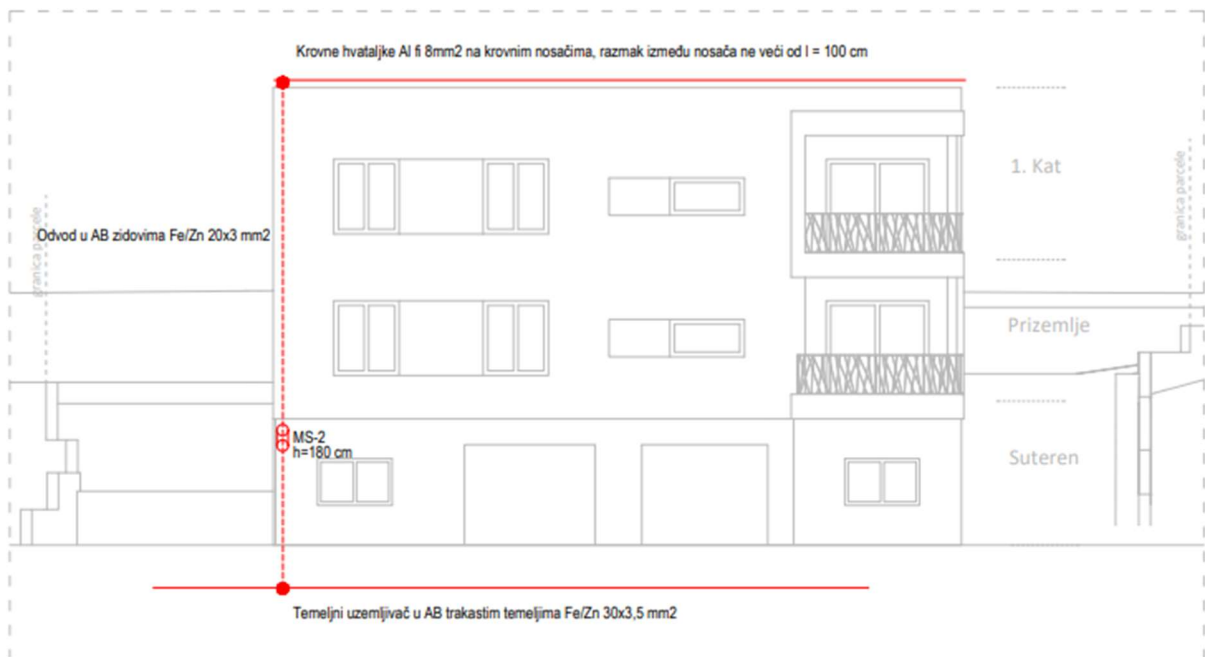 Krovne hvataljke Al fi 8mm2 na krovnim nosačima, razmak između nosača ne veći od l = 100 cm
1. Kat
granica parcele
granica parcele
Odvod u AB zidovima Fe/Zn 20x3 mm2
Prizemlje
MS-2
h=180 cm
Suteren
Temeljni uzemljivač u AB trakastim temeljima Fe/Zn 30x3,5 mm2